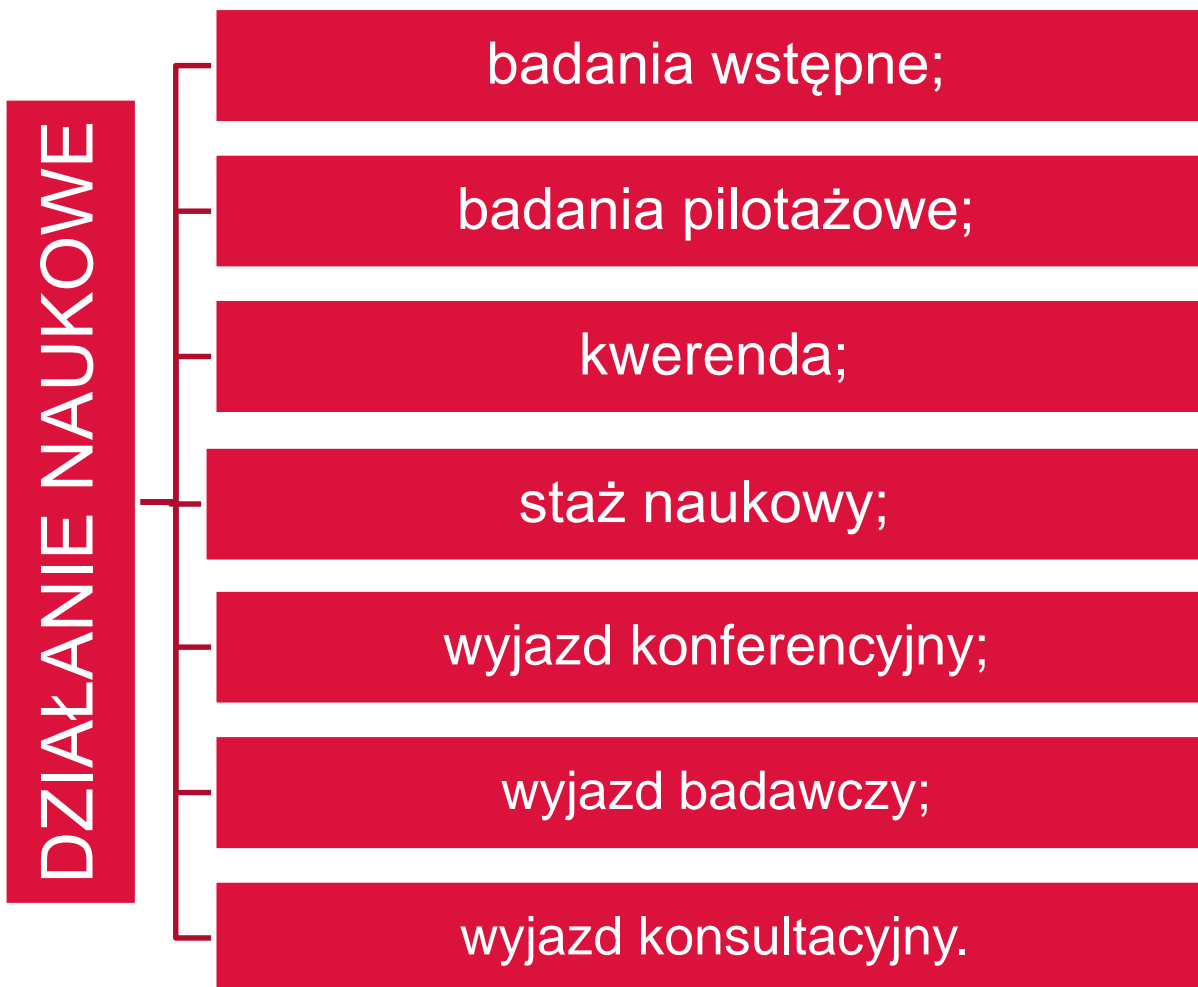 DZIAŁANIE NAUKOWE
badania wstępne;
badania pilotażowe;
kwerenda;
staż naukowy;
wyjazd konferencyjny;
wyjazd badawczy;
wyjazd konsultacyjny.